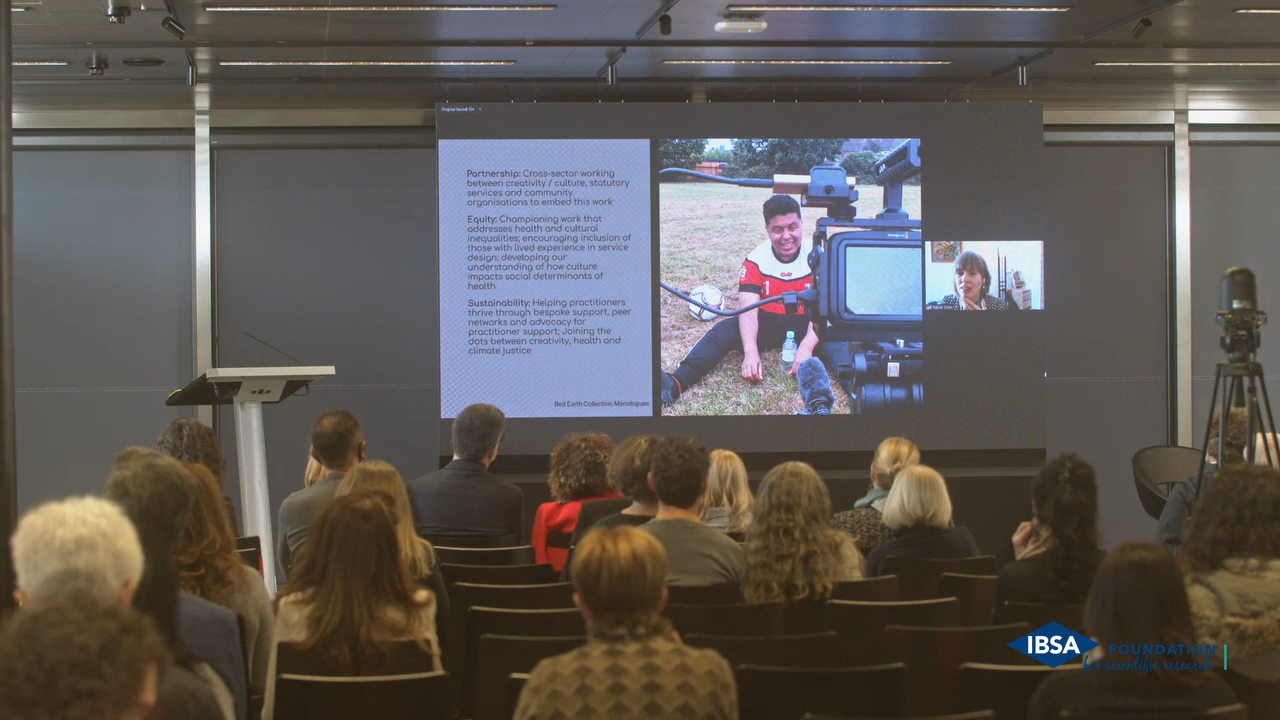 Original Sound: On
Partnership: Cross-sector working
between creativity / culture, statutory
services and community
organisations to embed this work
Equity: Championing work that
addresses health and cultural
inequalities; encouraging inclusion of
those with lived experience in service
design; developing our
understanding of how culture
impacts social determinants of
health
Sustainability: Helping practitioners
thrive through bespoke support, peer
networks and advocacy for
practitioner support; Joining the
dots between creativity, health and
climate justice
Red Earth Collective: Menologues
IBSA FOUNDATION
for scientific research